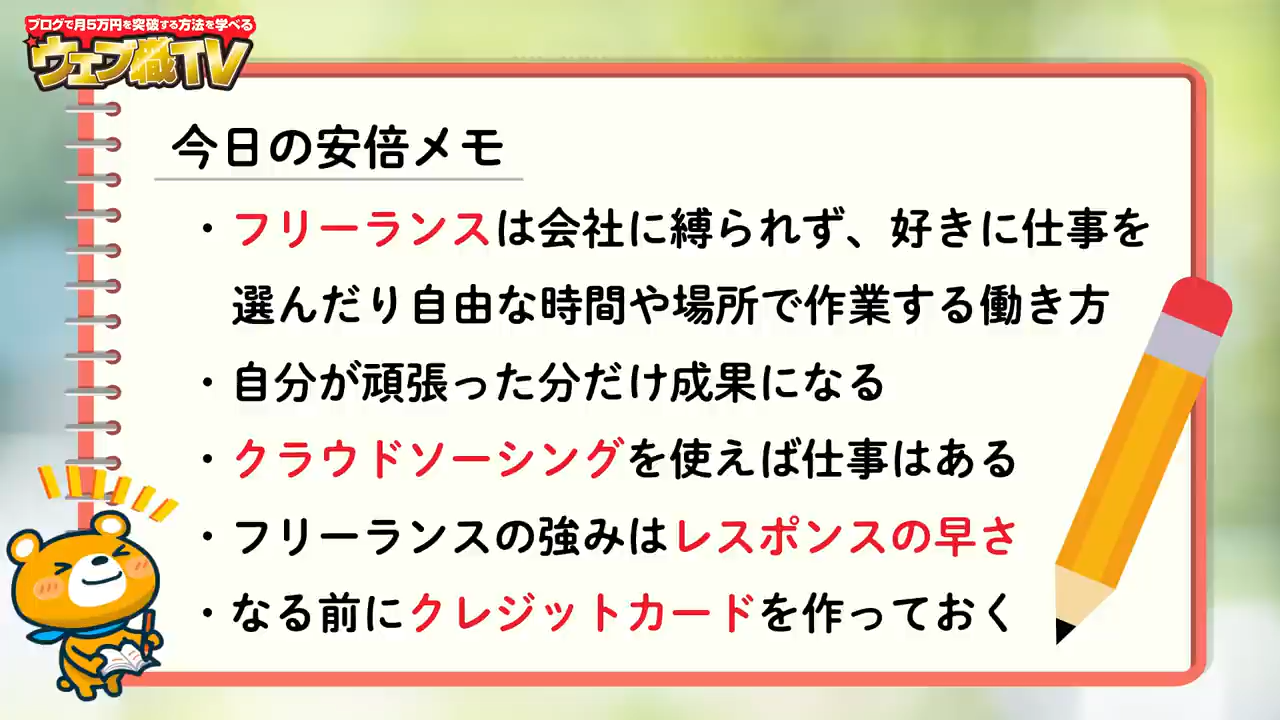 ブログで月5万円を突破する方法を学べる
ウェブ職TV
今日の安倍メモ
・フリーランスは会社に縛られず、好きに仕事を
選んだり自由な時間や場所で作業する働き方
・自分が頑張った分だけ成果になる
・クラウドソーシングを使えば仕事はある
・フリーランスの強みはレスポンスの早さ
・なる前にクレジットカードを作っておく